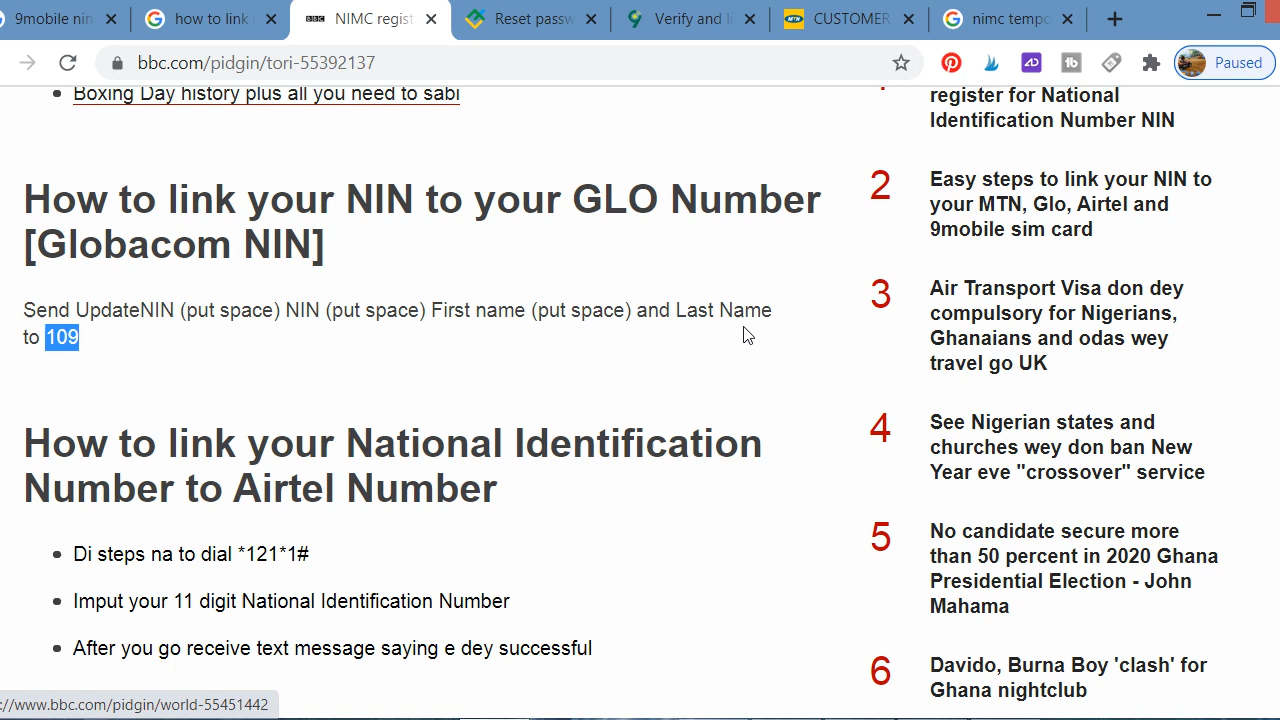 9mobile nin
how to link
BBC
NIMC regist
Reset passw
Verify and li
MTN
CUSTOMER
nimc tempo
bbc.com/pidgin/tori-55392137
Paused
Boxing Day history plus all you need to sabi
How to link your NIN to your GLO Number
[Globacom NIN]
Send UpdateNIN (put space) NIN (put space) First name (put space) and Last Name
to 109
How to link your National Identification
Number to Airtel Number
Di steps na to dial *121*1#
Imput your 11 digit National Identification Number
After you go receive text message saying e dey successful
register for National
Identification Number NIN
2
Easy steps to link your NIN to
your MTN, Glo, Airtel and
9mobile sim card
3
Air Transport Visa don dey
compulsory for Nigerians,
Ghanaians and odas wey
travel go UK
4
See Nigerian states and
churches wey don ban New
Year eve "crossover" service
5
No candidate secure more
than 50 percent in 2020 Ghana
Presidential Election - John
Mahama
6
Davido, Burna Boy 'clash' for
Ghana nightclub
://www.bbc.com/pidgin/world-55451442